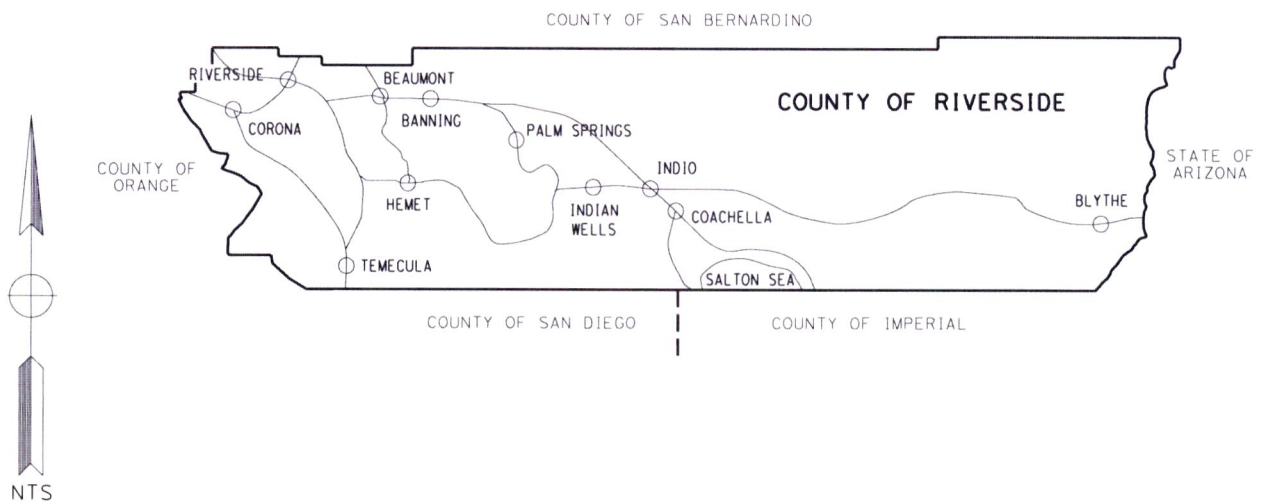 COUNTY OF SAN BERNARDINO
RIVERSIDE
BEAUMONT
COUNTY OF RIVERSIDE
CORONA
BANNING
PALM SPRINGS
COUNTY OF
ORANGE
STATE OF
ARIZONA
INDIO
HEMET
INDIAN
WELLS
COACHELLA
BLYTHE
TEMECULA
SALTON SEA
COUNTY OF SAN DIEGO
COUNTY OF IMPERIAL
NTS